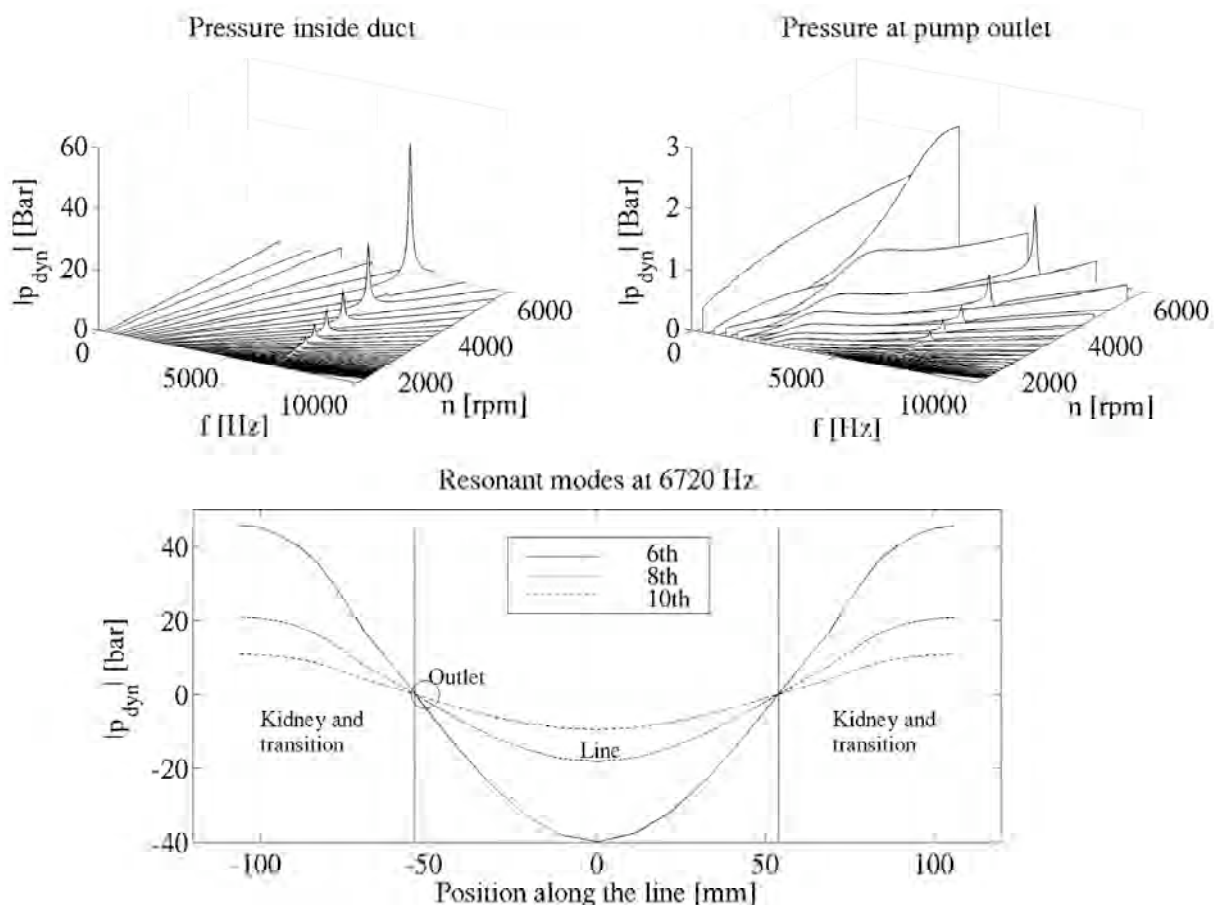 Pressure inside duct
Pressure at pump outlet
|p dyn| [Bar]
60
40
20
0
0
5000
10000
f [Hz]
2000
4000
6000
n [rpm]
|p dyn| [Bar]
3
2
1
0
0
5000
10000
f [Hz]
2000
4000
6000
n [rpm]
Resonant modes at 6720 Hz
|p dyn| [bar]
40
20
0
-20
-40
6th
8th
10th
Outlet
Kidney and
transition
Line
Kidney and
transition
-100
-50
0
50
100
Position along the line [mm]